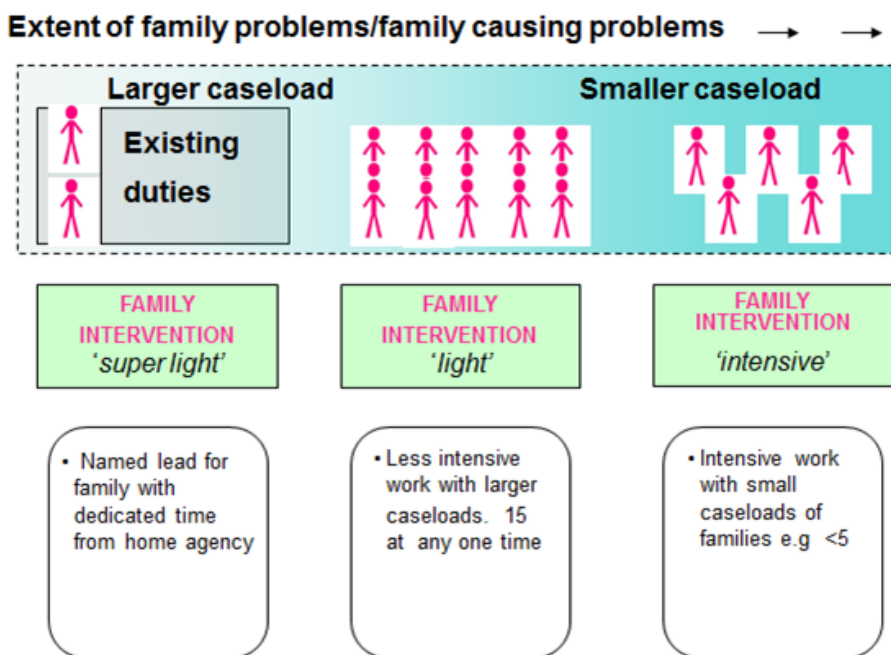 Extent of family problems/family causing problems → →
Larger caseload
Smaller caseload
Existing
duties
FAMILY
INTERVENTION
'super light'
FAMILY
INTERVENTION
'light'
FAMILY
INTERVENTION
'intensive'
• Named lead for
family with
dedicated time
from home agency
• Less intensive
work with larger
caseloads. 15
at any one time
• Intensive work
with small
caseloads of
families e.g <5